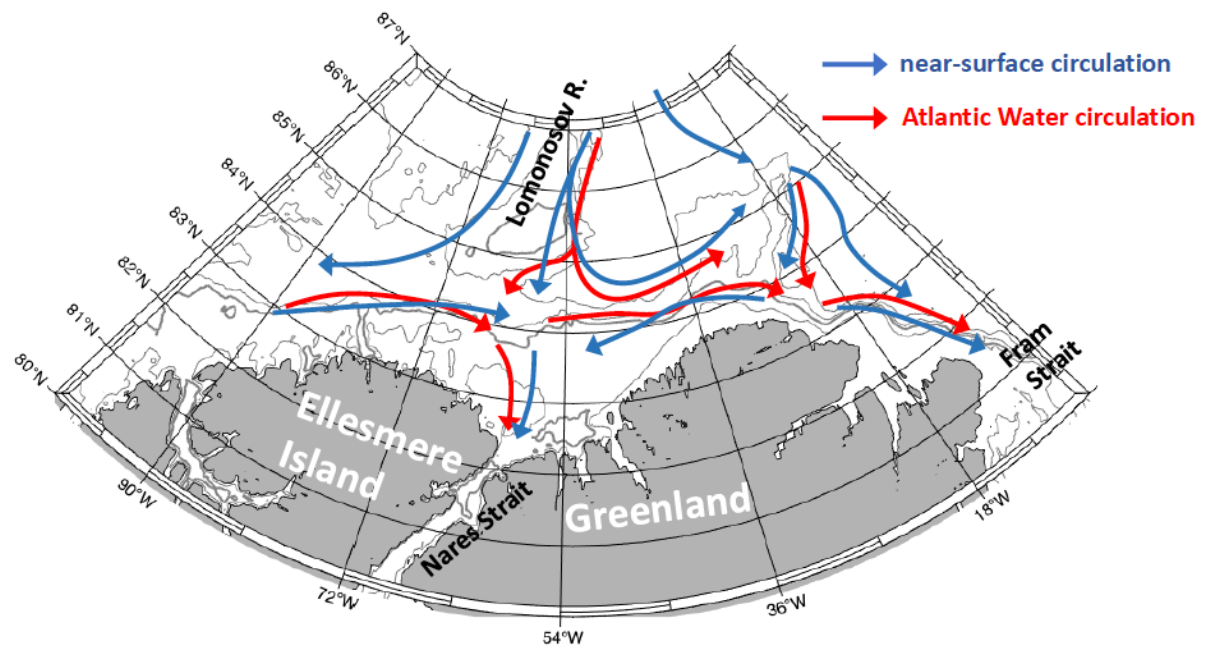 near-surface circulation
Atlantic Water circulation
87°N
86°N
85°N
84°N
83°N
82°N
81°N
80°N
Lomonosov R.
Fram
Strait
Ellesmere
Island
Nares Strait
Greenland
90°W
72°W
54°W
36°W
18°W